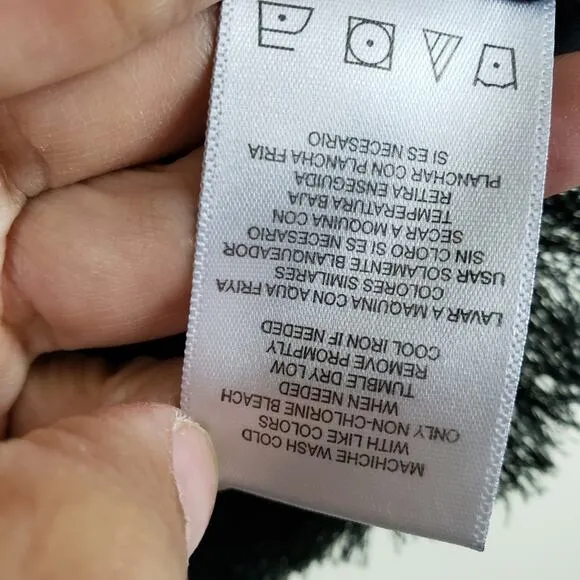 MACHICHE WASH COLD
WITH LIKE COLORS
ONLY NON-CHLORINE BLEACH
WHEN NEEDED
TUMBLE DRY LOW
REMOVE PROMPTLY
COOL IRON IF NEEDED
LAVAR A MAQUINA CON AQUA FRIYA
COLORES SIMILARES
USAR SOLAMENTE BLANQUEADOR
SIN CLORO SI ES NECESARIO
SECAR A MOQUINA CON
TEMPERATURA BAJA
RETIRA ENSEGUIDA
PLANCHAR CON PLANCHA FRIA
SI ES NECESARIO